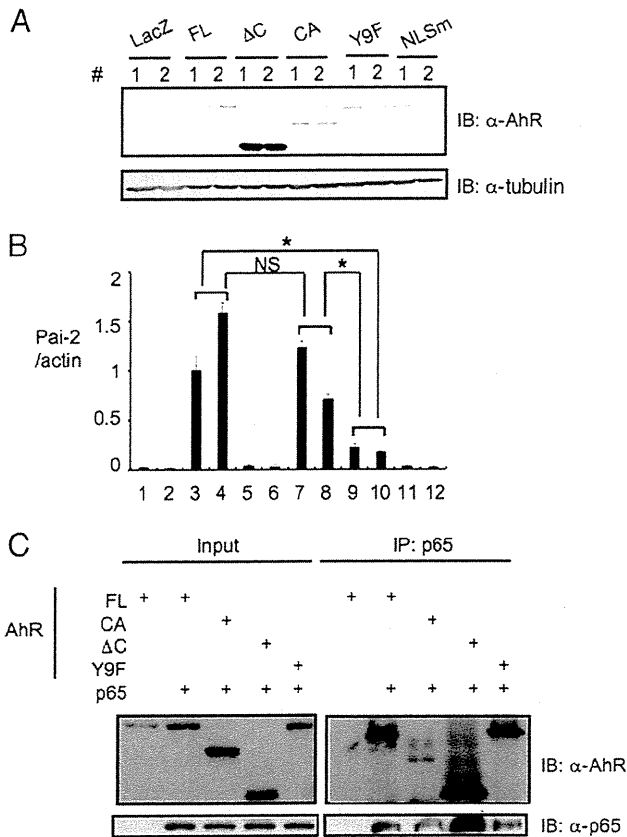 A
LacZ FL ΔC CA Y9F NLSm
# 1 2 1 2 1 2 1 2 1 2 1 2
IB: α-AhR
IB: α-tubulin
B
*
NS *
2
1.5
Pai-2
/actin
1
0.5
0
1 2 3 4 5 6 7 8 9 10 11 12
C
Input IP: p65
AhR
FL + + + +
CA + +
ΔC + +
Y9F + +
p65 + + + + + + + +
IB: α-AhR
IB: α-p65